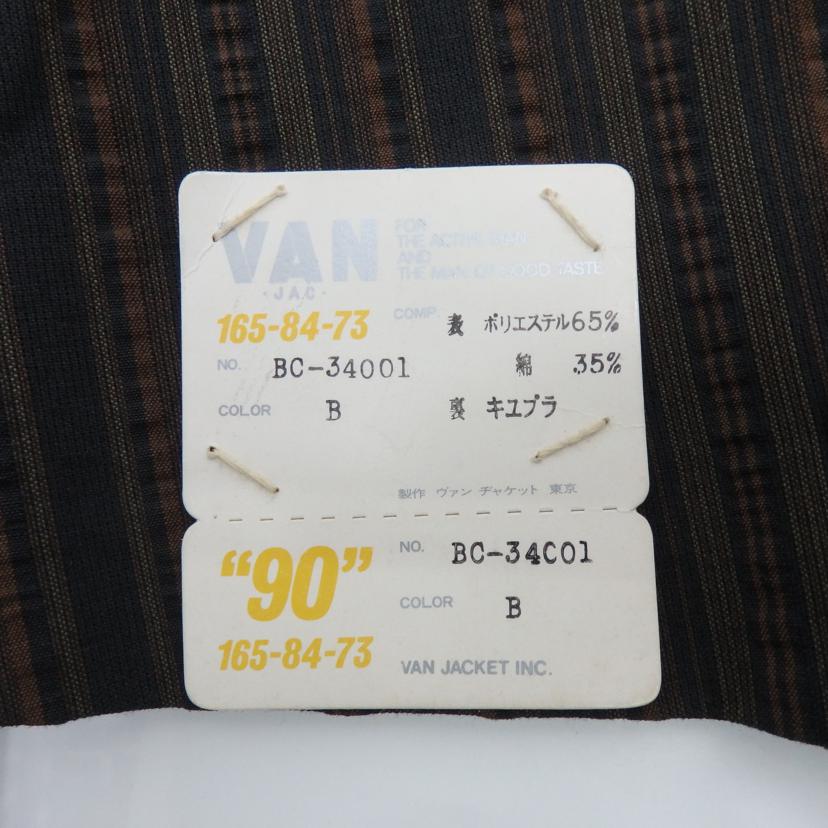 VAN
·JAC·
FOR
THE ACTIVE MAN
AND
THE MAN OF GOOD TASTE
165-84-73
COMP. 表 ポリエステル65%
綿 35%
裏 キユプラ
NO. BC-34001
COLOR B
製作 ヴァン ヂャケット 東京
“90”
165-84-73
NO. BC-34C01
COLOR B
VAN JACKET INC.